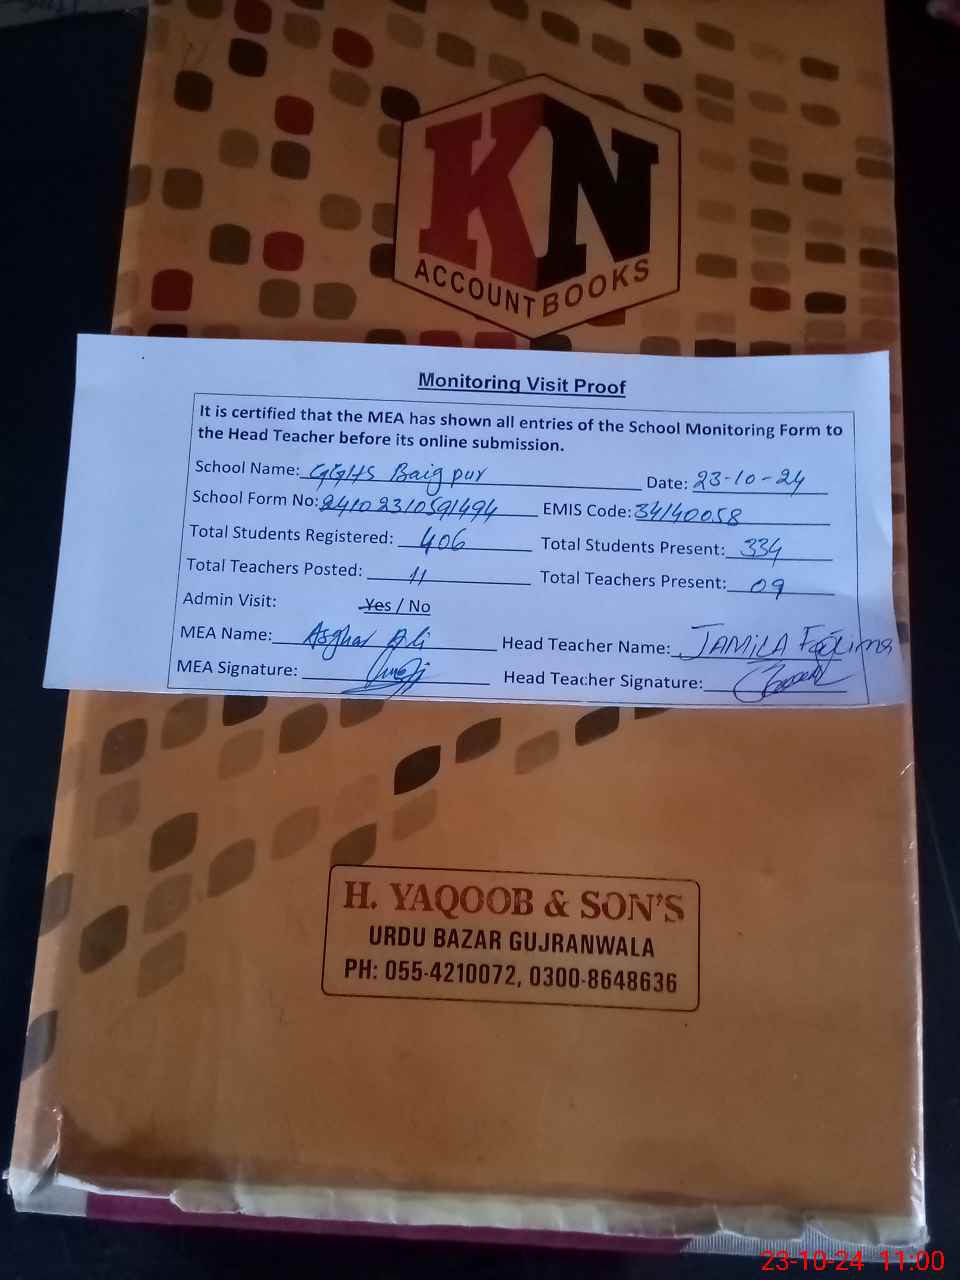 KN
ACCOUNT BOOKS
Monitoring Visit Proof
It is certified that the MEA has shown all entries of the School Monitoring Form to
the Head Teacher before its online submission.
School Name: GGHS Baigpur Date: 23-10-24
School Form No: 24102310591494 EMIS Code: 34140058
Total Students Registered: 406 Total Students Present: 334
Total Teachers Posted: 11 Total Teachers Present: 09
Admin Visit: Yes / No
MEA Name: Asghar Ali Head Teacher Name: JAMILA Fatima
MEA Signature: Head Teacher Signature:
H. YAQOOB & SON'S
URDU BAZAR GUJRANWALA
PH: 055-4210072, 0300-8648636
23-10-24 11:00